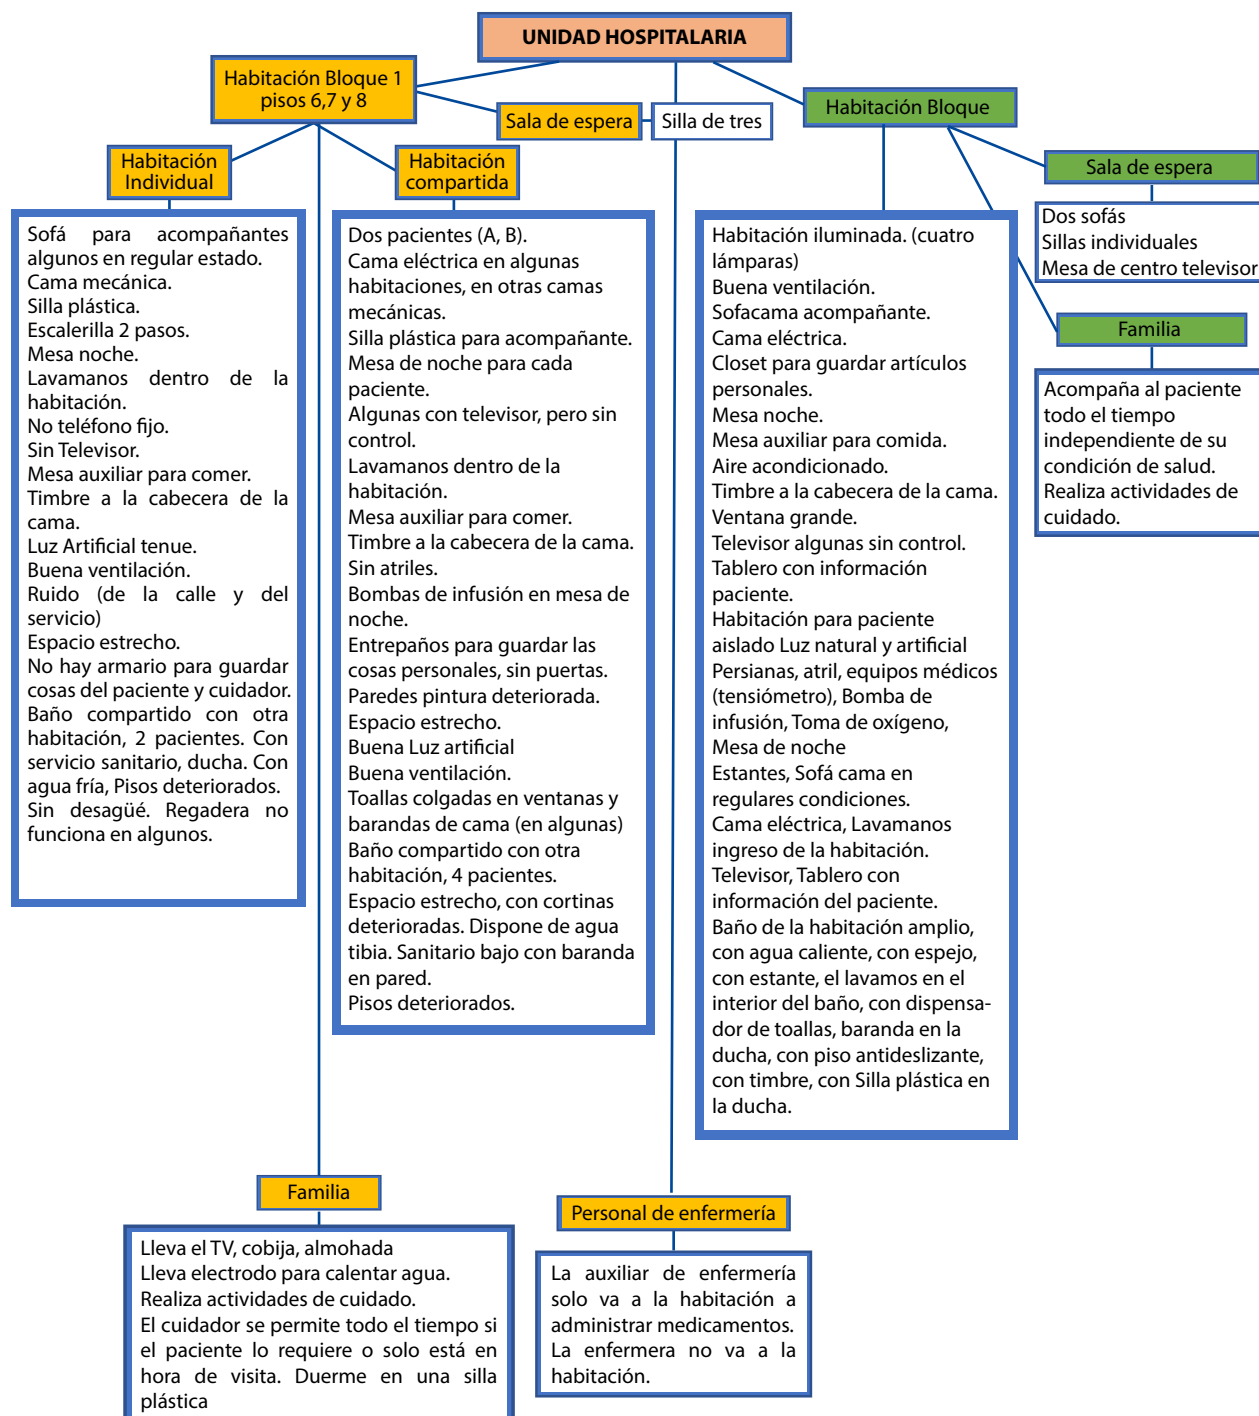 UNIDAD HOSPITALARIA
Habitación Bloque 1
pisos 6,7 y 8
Sala de espera
Silla de tres
Habitación Bloque
Habitación
Individual
Habitación
compartida
Sala de espera
Sofá para acompañantes
algunos en regular estado.
Cama mecánica.
Silla plástica.
Escalerilla 2 pasos.
Mesa noche.
Lavamanos dentro de la
habitación.
No teléfono fijo.
Sin Televisor.
Mesa auxiliar para comer.
Timbre a la cabecera de la
cama.
Luz Artificial tenue.
Buena ventilación.
Ruido (de la calle y del
servicio)
Espacio estrecho.
No hay armario para guardar
cosas del paciente y cuidador.
Baño compartido con otra
habitación, 2 pacientes. Con
servicio sanitario, ducha. Con
agua fría, Pisos deteriorados.
Sin desagüé. Regadera no
funciona en algunos.
Dos pacientes (A, B).
Cama eléctrica en algunas
habitaciones, en otras camas
mecánicas.
Silla plástica para acompañante.
Mesa de noche para cada
paciente.
Algunas con televisor, pero sin
control.
Lavamanos dentro de la
habitación.
Mesa auxiliar para comer.
Timbre a la cabecera de la cama.
Sin atriles.
Bombas de infusión en mesa de
noche.
Entrepaños para guardar las
cosas personales, sin puertas.
Paredes pintura deteriorada.
Espacio estrecho.
Buena Luz artificial
Buena ventilación.
Toallas colgadas en ventanas y
barandas de cama (en algunas)
Baño compartido con otra
habitación, 4 pacientes.
Espacio estrecho, con cortinas
deterioradas. Dispone de agua
tibia. Sanitario bajo con baranda
en pared.
Pisos deteriorados.
Habitación iluminada. (cuatro
lámparas)
Buena ventilación.
Sofacama acompañante.
Cama eléctrica.
Closet para guardar artículos
personales.
Mesa noche.
Mesa auxiliar para comida.
Aire acondicionado.
Timbre a la cabecera de la cama.
Ventana grande.
Televisor algunas sin control.
Tablero con información
paciente.
Habitación para paciente
aislado Luz natural y artificial
Persianas, atril, equipos médicos
(tensiómetro), Bomba de
infusión, Toma de oxígeno,
Mesa de noche
Estantes, Sofá cama en
regulares condiciones.
Cama eléctrica, Lavamanos
ingreso de la habitación.
Televisor, Tablero con
información del paciente.
Baño de la habitación amplio,
con agua caliente, con espejo,
con estante, el lavamos en el
interior del baño, con dispensa-
dor de toallas, baranda en la
ducha, con piso antideslizante,
con timbre, con Silla plástica en
la ducha.
Dos sofás
Sillas individuales
Mesa de centro televisor
Familia
Acompaña al paciente
todo el tiempo
independiente de su
condición de salud.
Realiza actividades de
cuidado.
Familia
Lleva el TV, cobija, almohada
Lleva electrodo para calentar agua.
Realiza actividades de cuidado.
El cuidador se permite todo el tiempo si
el paciente lo requiere o solo está en
hora de visita. Duerme en una silla
plástica
Personal de enfermería
La auxiliar de enfermería
solo va a la habitación a
administrar medicamentos.
La enfermera no va a la
habitación.